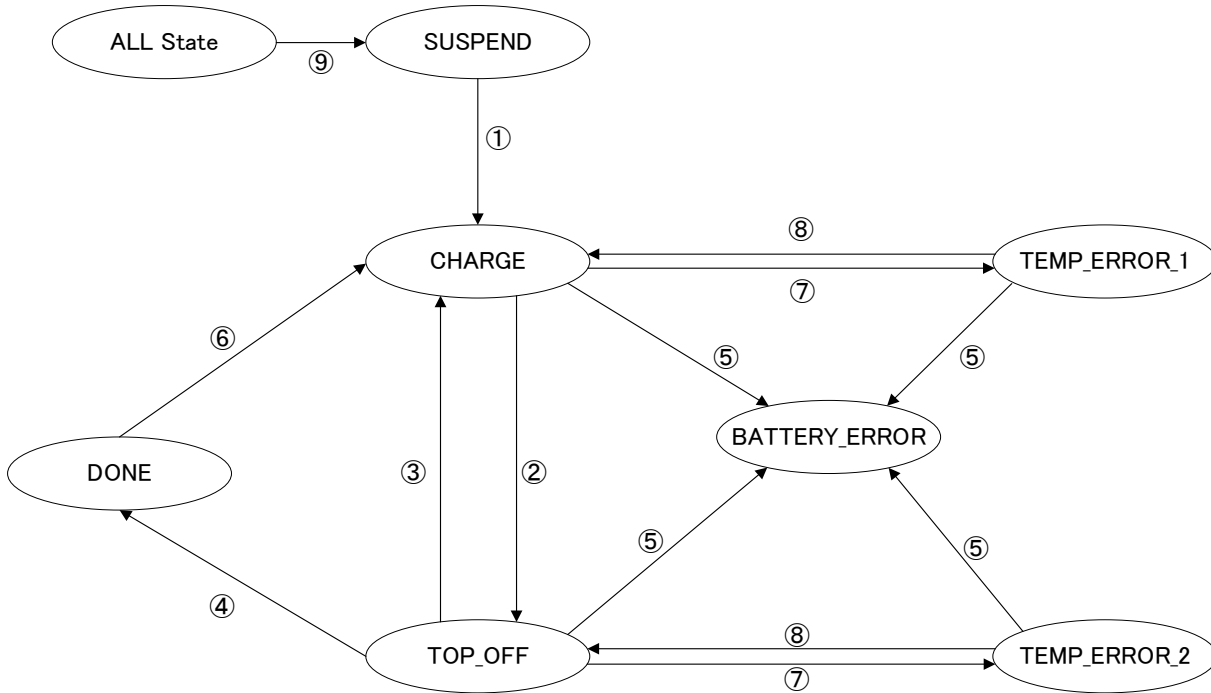 ALL State
SUSPEND
⑨
①
CHARGE
⑧
TEMP_ERROR_1
⑦
⑥
⑤
⑤
BATTERY_ERROR
DONE
③
②
⑤
⑤
④
TOP_OFF
⑧
TEMP_ERROR_2
⑦